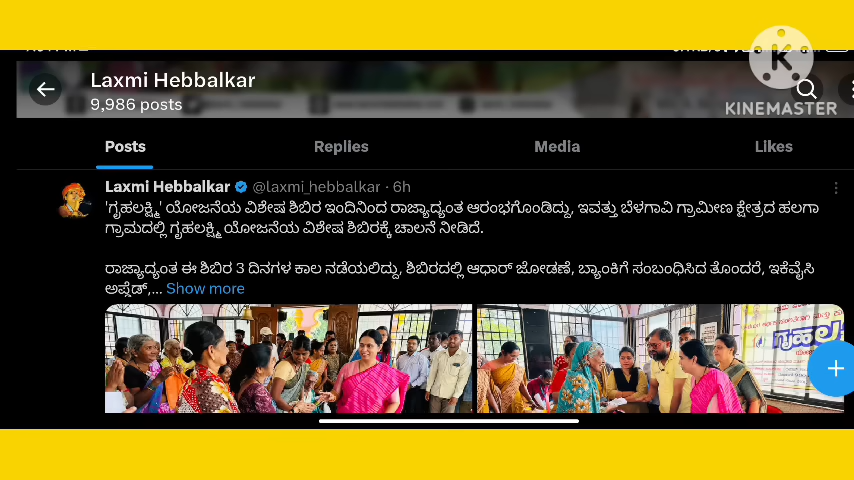 Laxmi Hebbalkar
9,986 posts
K
KINEMASTER
Posts Replies Media Likes
Laxmi Hebbalkar @laxmi_hebbalkar · 6h
'ಗೃಹಲಕ್ಷ್ಮಿ' ಯೋಜನೆಯ ವಿಶೇಷ ಶಿಬಿರ ಇಂದಿನಿಂದ ರಾಜ್ಯಾದ್ಯಂತ ಆರಂಭಗೊಂಡಿದ್ದು, ಇವತ್ತು ಬೆಳಗಾವಿ ಗ್ರಾಮೀಣ ಕ್ಷೇತ್ರದ ಹಲಗಾ
ಗ್ರಾಮದಲ್ಲಿ ಗೃಹಲಕ್ಷ್ಮಿ ಯೋಜನೆಯ ವಿಶೇಷ ಶಿಬಿರಕ್ಕೆ ಚಾಲನೆ ನೀಡಿದೆ.
ರಾಜ್ಯಾದ್ಯಂತ ಈ ಶಿಬಿರ 3 ದಿನಗಳ ಕಾಲ ನಡೆಯಲಿದ್ದು, ಶಿಬಿರದಲ್ಲಿ ಆಧಾರ್ ಜೋಡಣೆ, ಬ್ಯಾಂಕಿಗೆ ಸಂಬಂಧಿಸಿದ ತೊಂದರೆ, ಇಕೆವೈಸಿ
ಅಪ್ಡೆಡ್,... Show more
ಗೃಹಲ